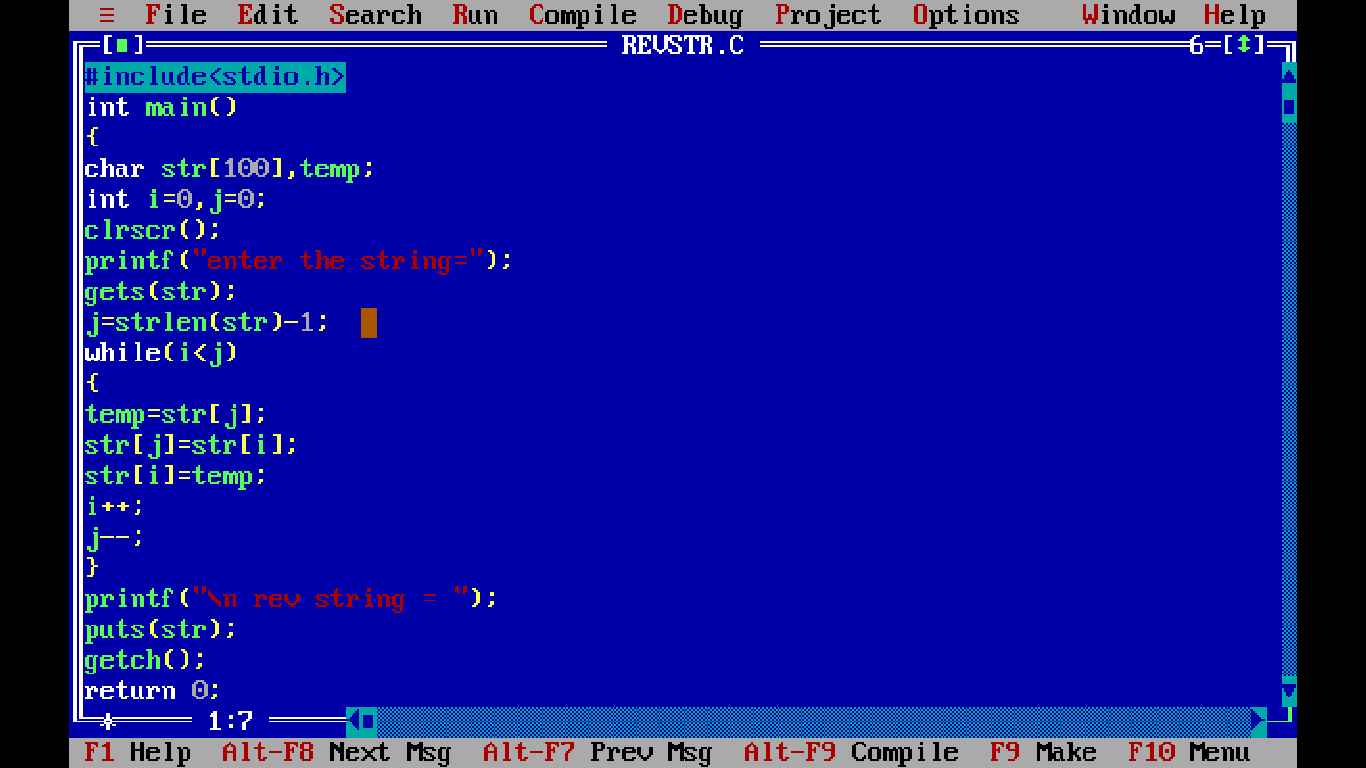 ≡ File Edit Search Run Compile Debug Project Options Window Help
[■] REVSTR.C 6=[↕]
#include<stdio.h>
int main()
{
char str[100],temp;
int i=0,j=0;
clrscr();
printf("enter the string=");
gets(str);
j=strlen(str)-1;
while(i<j)
{
temp=str[j];
str[j]=str[i];
str[i]=temp;
i++;
j--;
}
printf("\n rev string = ");
puts(str);
getch();
return 0;
* 1:7
F1 Help Alt-F8 Next Msg Alt-F7 Prev Msg Alt-F9 Compile F9 Make F10 Menu